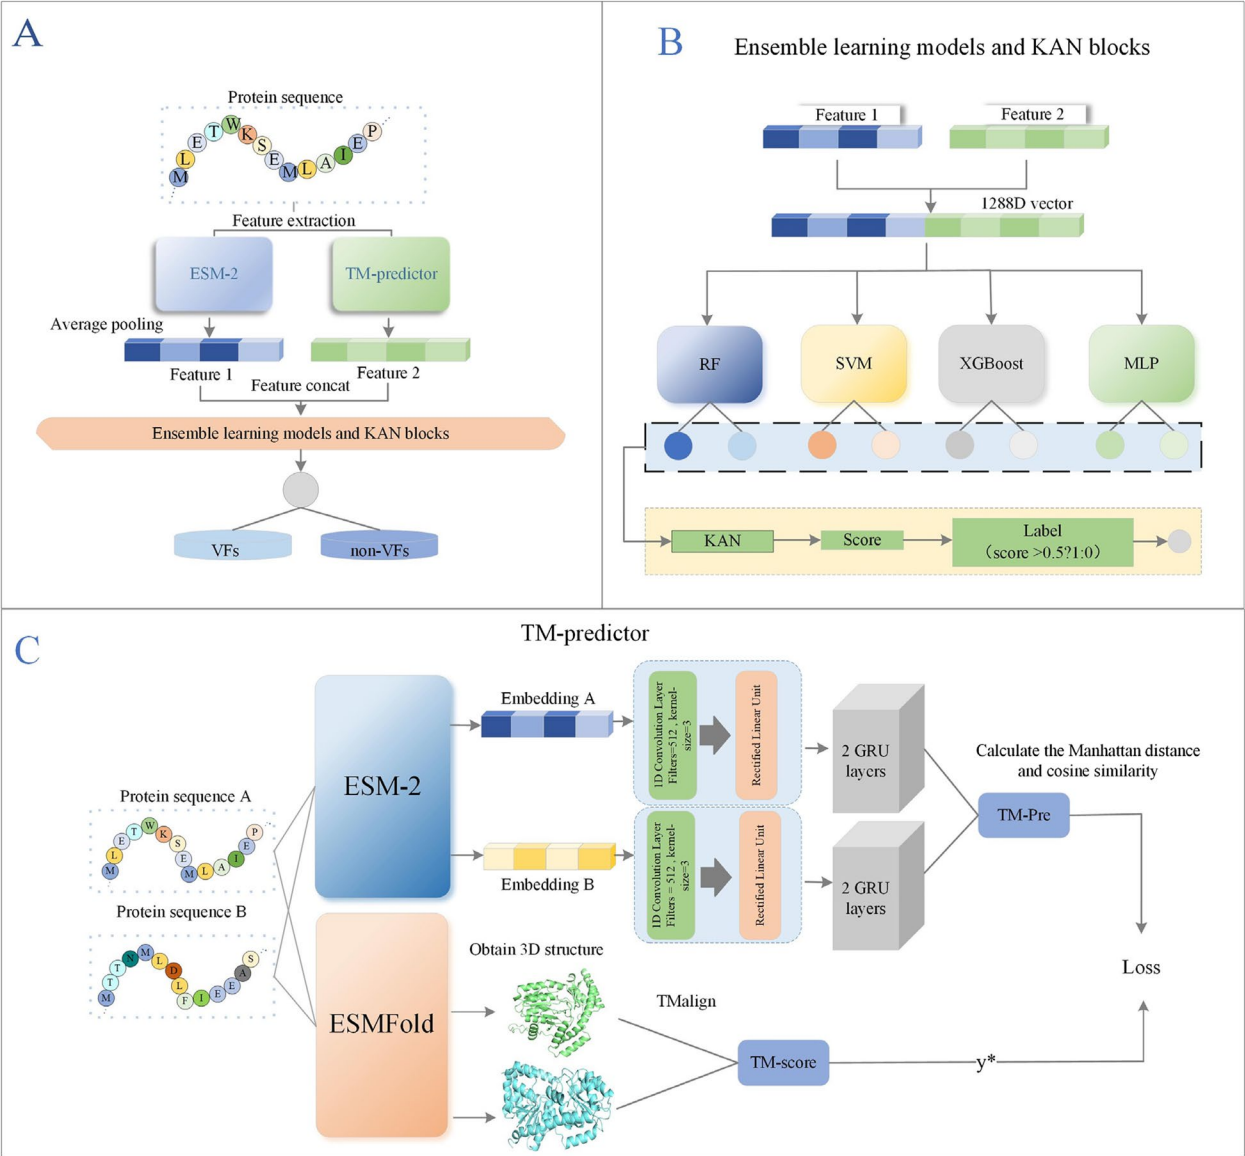 A
Protein sequence
M L E T W K S E M L A I E P
Feature extraction
ESM-2
TM-predictor
Average pooling
Feature 1
Feature 2
Feature concat
Ensemble learning models and KAN blocks
VFs
non-VFs
B
Ensemble learning models and KAN blocks
Feature 1
Feature 2
1288D vector
RF
SVM
XGBoost
MLP
KAN
Score
Label
（score >0.5?1:0）
C
TM-predictor
Protein sequence A
M L E T W K S E M L A I E P
Protein sequence B
M T T N M L D L F I E E A S
ESM-2
ESMFold
Embedding A
Embedding B
1D Convolution Layer
Filters=512 , kernel-
size=3
Rectified Linear Unit
1D Convolution Layer
Filters = 512 , kernel-
size=3
Rectified Linear Unit
2 GRU
layers
2 GRU
layers
Calculate the Manhattan distance
and cosine similarity
TM-Pre
Obtain 3D structure
TMalign
TM-score
y*
Loss